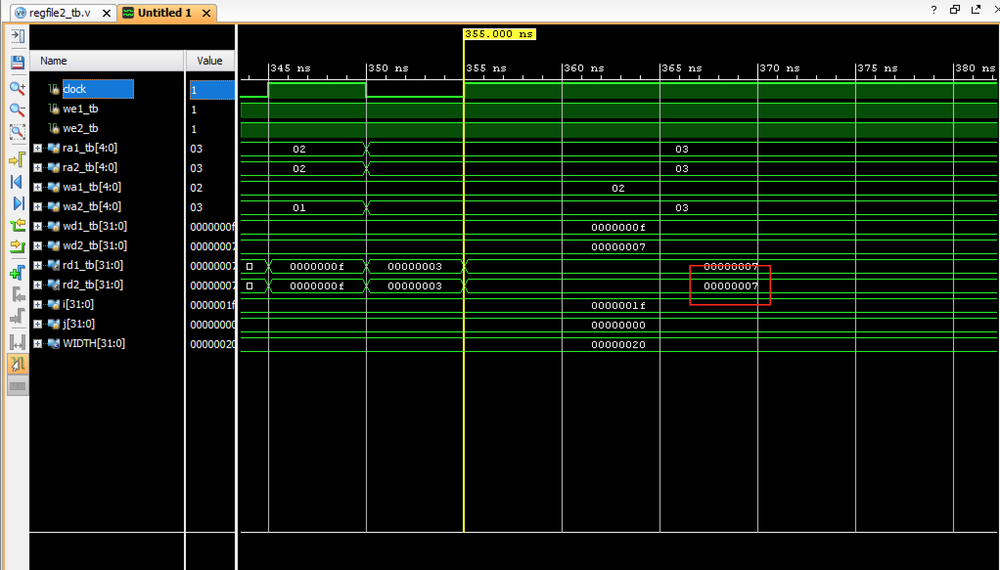 regfile2_tb.v Untitled 1 ?
355.000 ns
Name Value
345 ns 350 ns 355 ns 360 ns 365 ns 370 ns 375 ns 380 ns
clock 1
we1_tb 1
we2_tb 1
ra1_tb[4:0] 03 02 03
ra2_tb[4:0] 03 02 03
wa1_tb[4:0] 02 02
wa2_tb[4:0] 03 01 03
wd1_tb[31:0] 0000000f 0000000f
wd2_tb[31:0] 00000007 00000007
rd1_tb[31:0] 00000007 0000000f 00000003 00000007
rd2_tb[31:0] 00000007 0000000f 00000003 00000007
i[31:0] 0000001f 0000001f
j[31:0] 00000000 00000000
WIDTH[31:0] 00000020 00000020